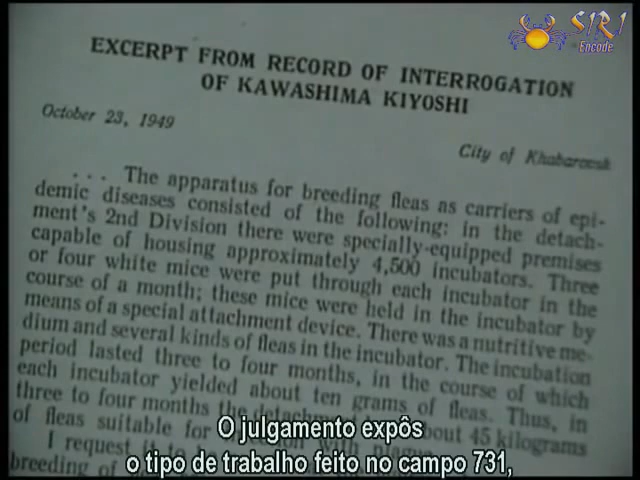 SIRI
Encode
EXCERPT FROM RECORD OF INTERROGATION
OF KAWASHIMA KIYOSHI
October 23, 1949
City of Khabarovsk
. . . The apparatus for breeding fleas as carriers of epi-
demic diseases consisted of the following: in the detach-
ment's 2nd Division there were specially-equipped premises
capable of housing approximately 4,500 incubators. Three
or four white mice were put through each incubator in the
course of a month; these mice were held in the incubator by
means of a special attachment device. There was a nutritive me-
dium and several kinds of fleas in the incubator. The incubation
period lasted three to four months, in the course of which
each incubator yielded about ten grams of fleas. Thus, in
three to four months the about 45 kilograms
of fleas suitable for
I request
breeding of
O julgamento expôs
o tipo de trabalho feito no campo 731,